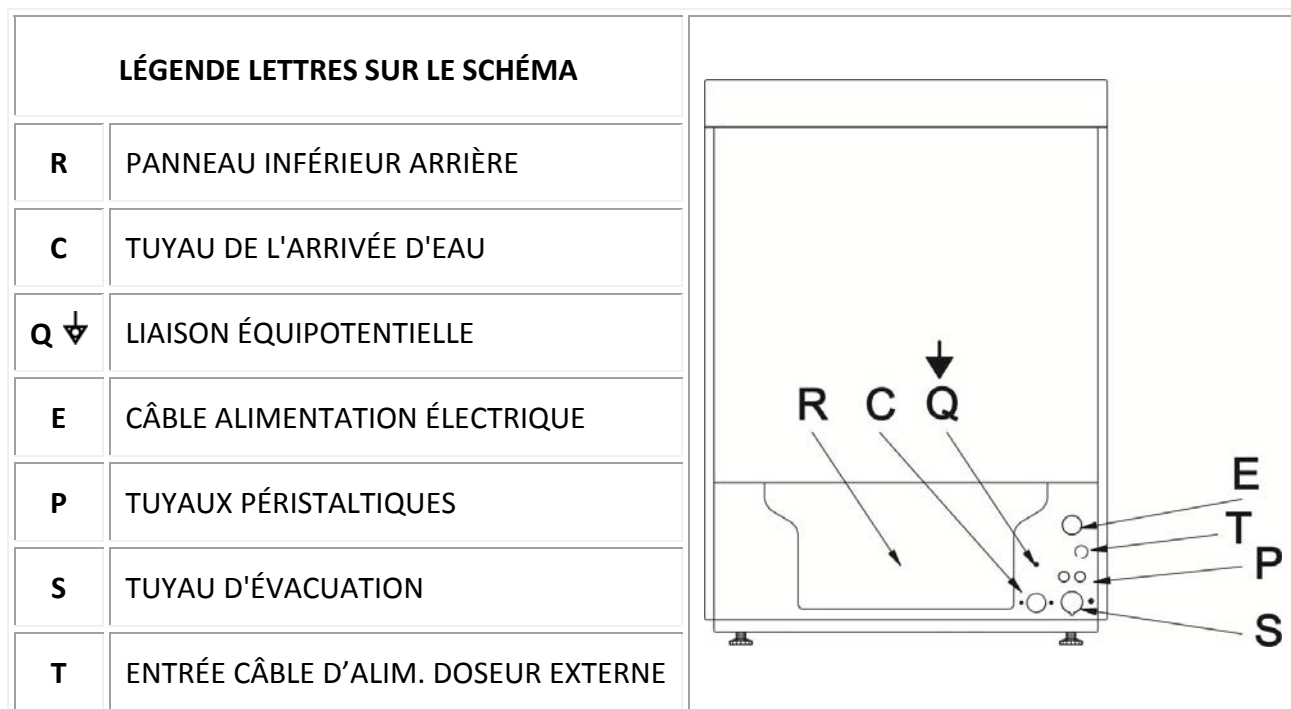 LÉGENDE LETTRES SUR LE SCHÉMA
R PANNEAU INFÉRIEUR ARRIÈRE
C TUYAU DE L'ARRIVÉE D'EAU
Q LIAISON ÉQUIPOTENTIELLE
E CÂBLE ALIMENTATION ÉLECTRIQUE
P TUYAUX PÉRISTALTIQUES
S TUYAU D'ÉVACUATION
T ENTRÉE CÂBLE D’ALIM. DOSEUR EXTERNE
R C Q
E
T
P
S